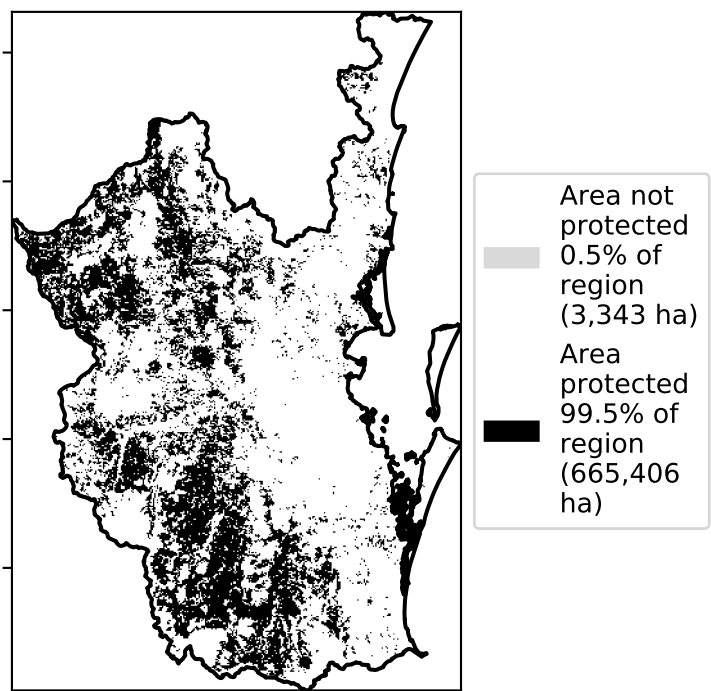 Area not
protected
0.5% of
region
(3,343 ha)
Area
protected
99.5% of
region
(665,406
ha)